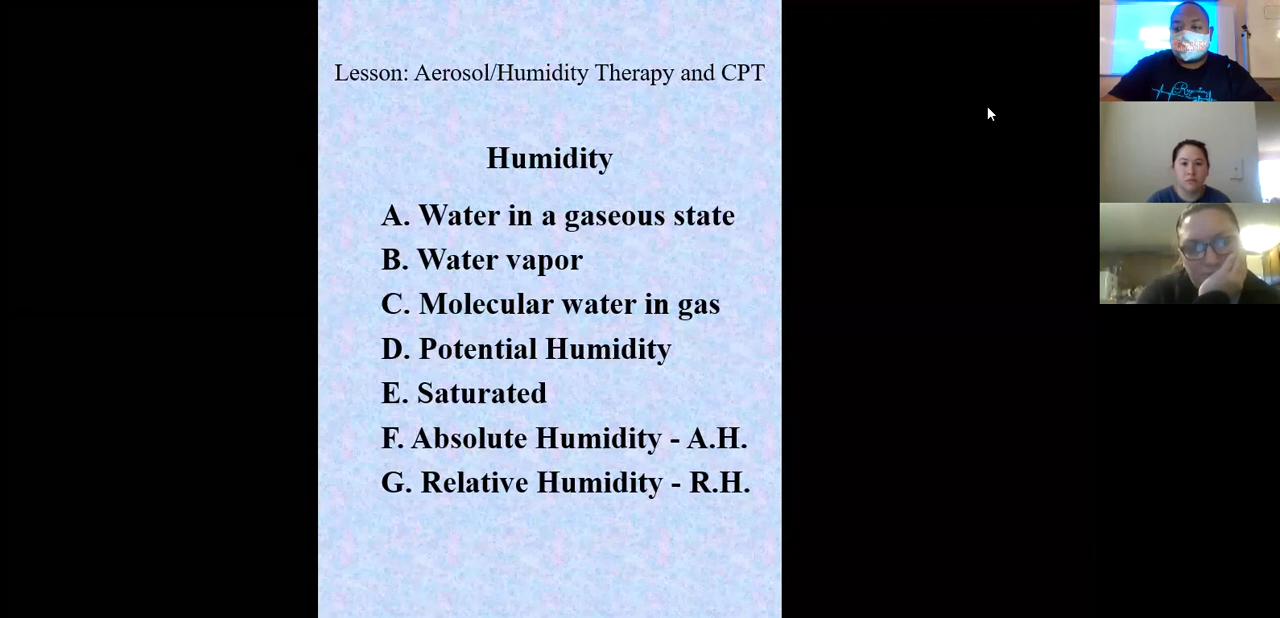 Lesson: Aerosol/Humidity Therapy and CPT
Humidity
A. Water in a gaseous state
B. Water vapor
C. Molecular water in gas
D. Potential Humidity
E. Saturated
F. Absolute Humidity - A.H.
G. Relative Humidity - R.H.